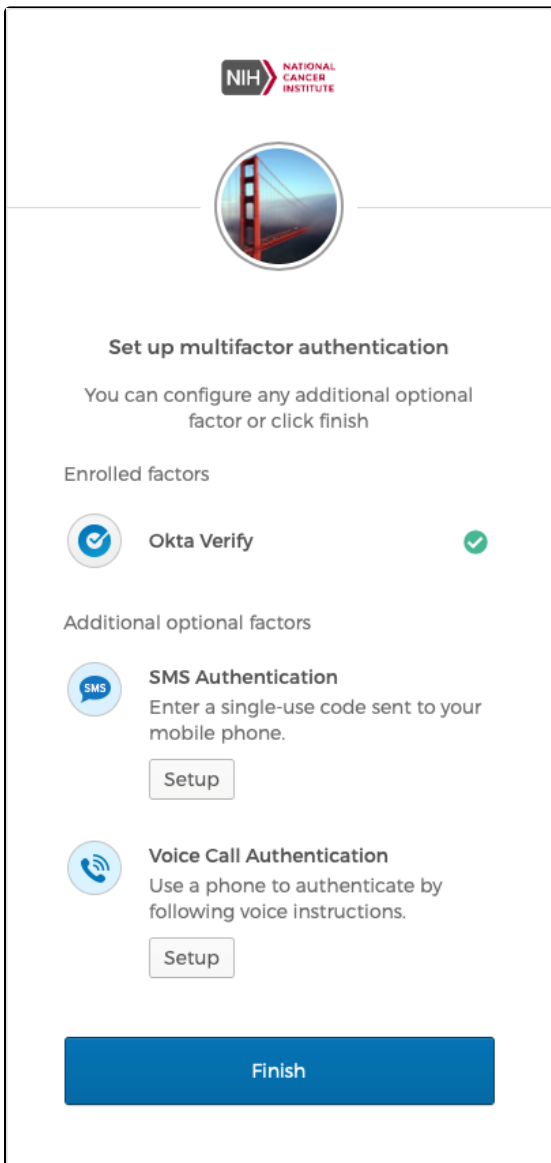 NIH NATIONAL
CANCER
INSTITUTE
Set up multifactor authentication
You can configure any additional optional
factor or click finish
Enrolled factors
Okta Verify
Additional optional factors
SMS
SMS Authentication
Enter a single-use code sent to your
mobile phone.
Setup
Voice Call Authentication
Use a phone to authenticate by
following voice instructions.
Setup
Finish